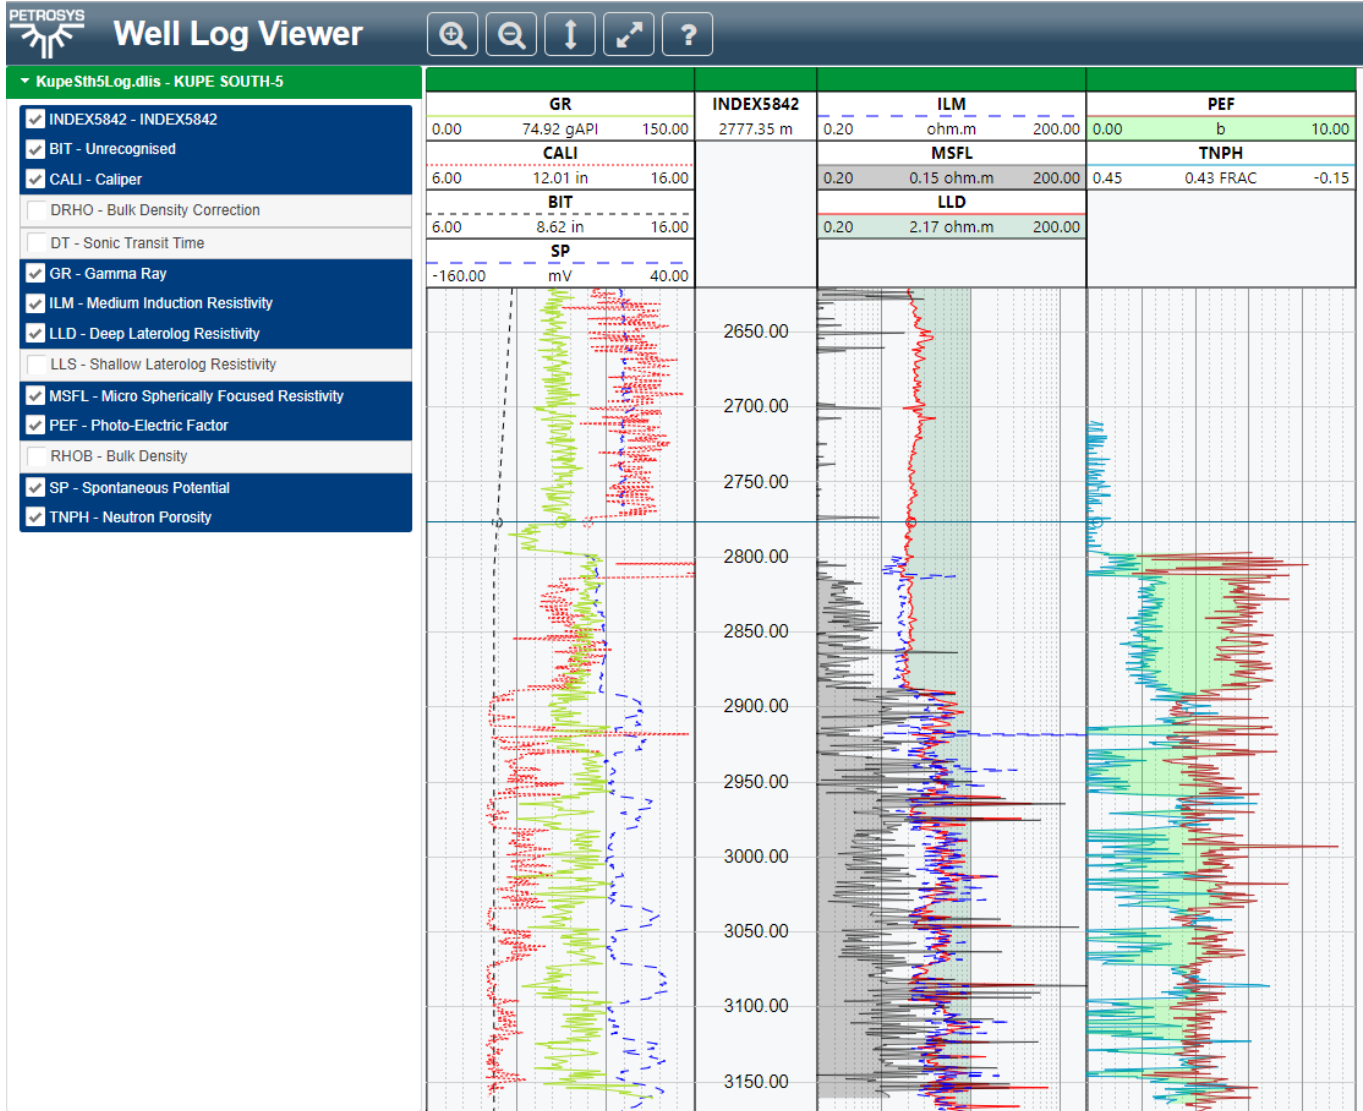 PETROSYS
Well Log Viewer
?
KupeSth5Log.dlis - KUPE SOUTH-5
INDEX5842 - INDEX5842
BIT - Unrecognised
CALI - Caliper
DRHO - Bulk Density Correction
DT - Sonic Transit Time
GR - Gamma Ray
ILM - Medium Induction Resistivity
LLD - Deep Laterolog Resistivity
LLS - Shallow Laterolog Resistivity
MSFL - Micro Spherically Focused Resistivity
PEF - Photo-Electric Factor
RHOB - Bulk Density
SP - Spontaneous Potential
TNPH - Neutron Porosity
GR
0.00 74.92 gAPI 150.00
CALI
6.00 12.01 in 16.00
BIT
6.00 8.62 in 16.00
SP
-160.00 mV 40.00
INDEX5842
2777.35 m
2650.00
2700.00
2750.00
2800.00
2850.00
2900.00
2950.00
3000.00
3050.00
3100.00
3150.00
ILM
0.20 ohm.m 200.00
MSFL
0.20 0.15 ohm.m 200.00
LLD
0.20 2.17 ohm.m 200.00
PEF
0.00 b 10.00
TNPH
0.45 0.43 FRAC -0.15